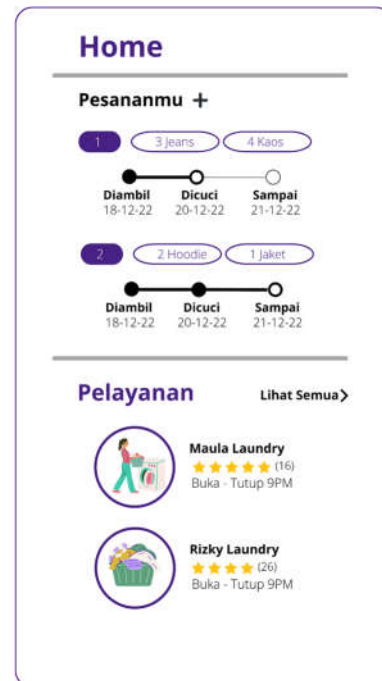 Home
Pesananmu +
1 3 Jeans 4 Kaos
Diambil Dicuci Sampai
18-12-22 20-12-22 21-12-22
2 2 Hoodie 1 Jaket
Diambil Dicuci Sampai
18-12-22 20-12-22 21-12-22
Pelayanan Lihat Semua
Maula Laundry
(16)
Buka - Tutup 9PM
Rizky Laundry
(26)
Buka - Tutup 9PM